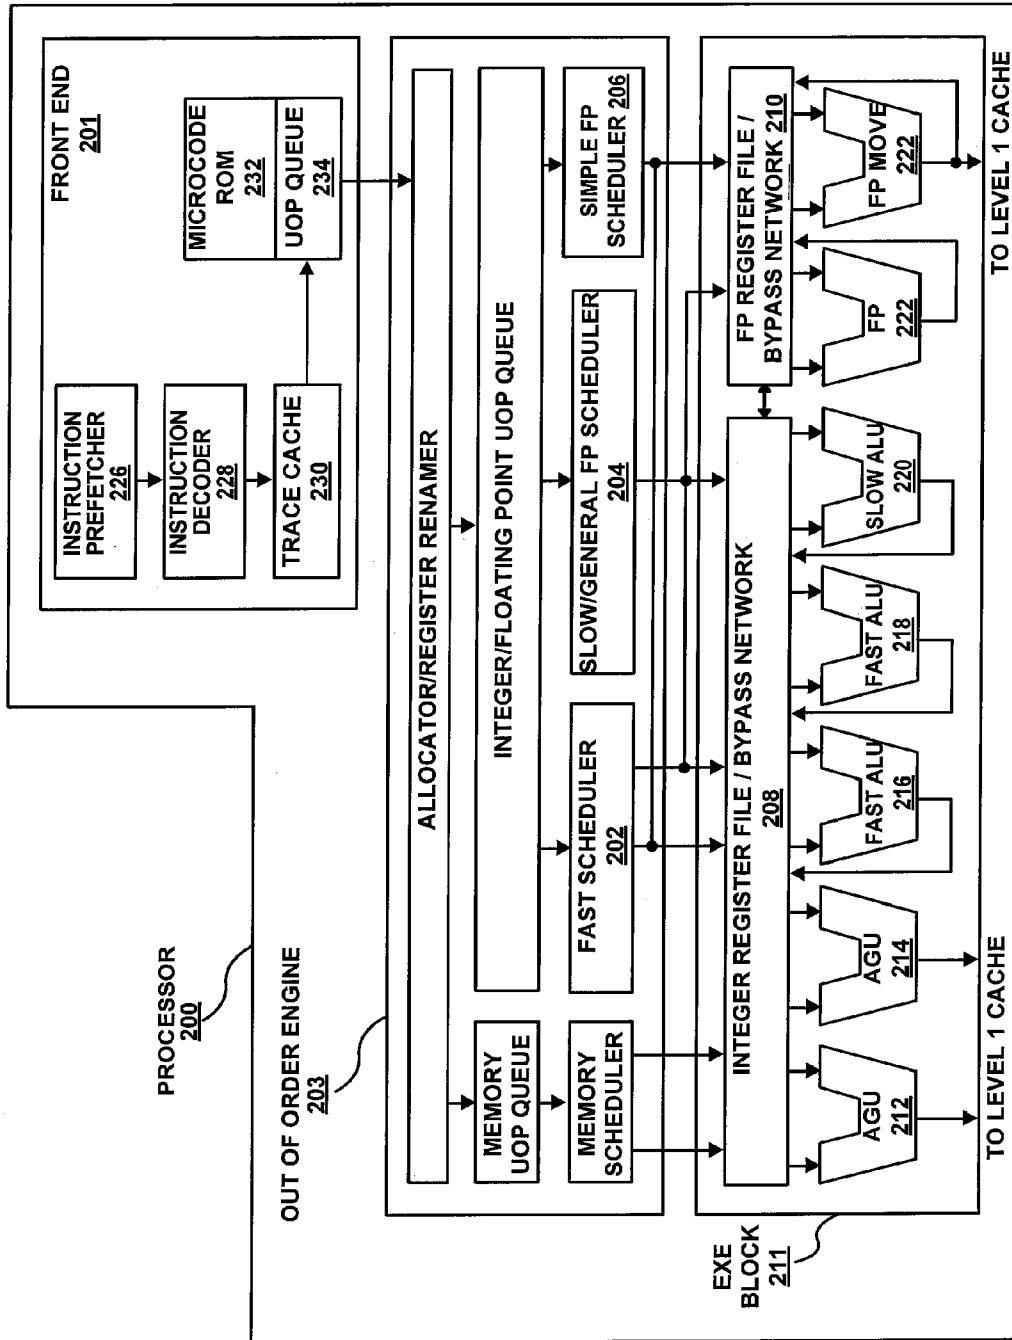 PROCESSOR
200
FRONT END
201
INSTRUCTION
PREFETCHER
226
INSTRUCTION
DECODER
228
TRACE CACHE
230
MICROCODE
ROM
232
UOP QUEUE
234
OUT OF ORDER ENGINE
203
ALLOCATOR/REGISTER RENAMER
MEMORY
UOP QUEUE
INTEGER/FLOATING POINT UOP QUEUE
MEMORY
SCHEDULER
FAST SCHEDULER
202
SLOW/GENERAL FP SCHEDULER
204
SIMPLE FP
SCHEDULER 206
EXE
BLOCK
211
INTEGER REGISTER FILE / BYPASS NETWORK
208
FP REGISTER FILE /
BYPASS NETWORK 210
AGU
212
AGU
214
FAST ALU
216
FAST ALU
218
SLOW ALU
220
FP
222
FP MOVE
222
TO LEVEL 1 CACHE
TO LEVEL 1 CACHE